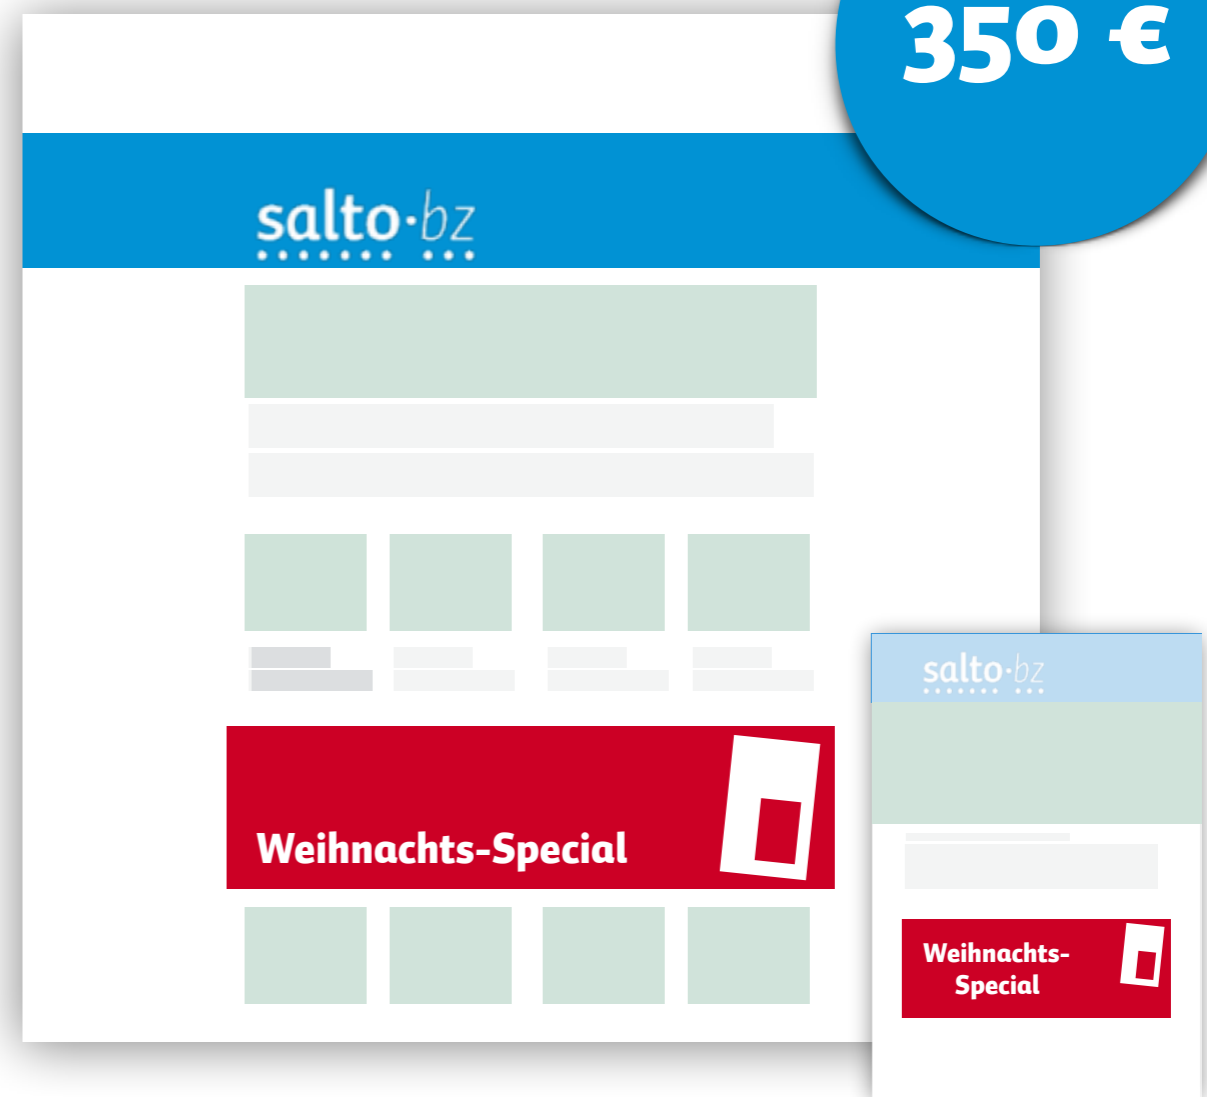 350 €
salto·bz
Weihnachts-Special
salto·bz
Weihnachts-
Special